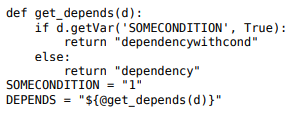 def get_depends(d):
    if d.getVar('SOMECONDITION', True):
        return "dependencywithcond"
    else:
        return "dependency"
SOMECONDITION = "1"
DEPENDS = "${@get_depends(d)}"